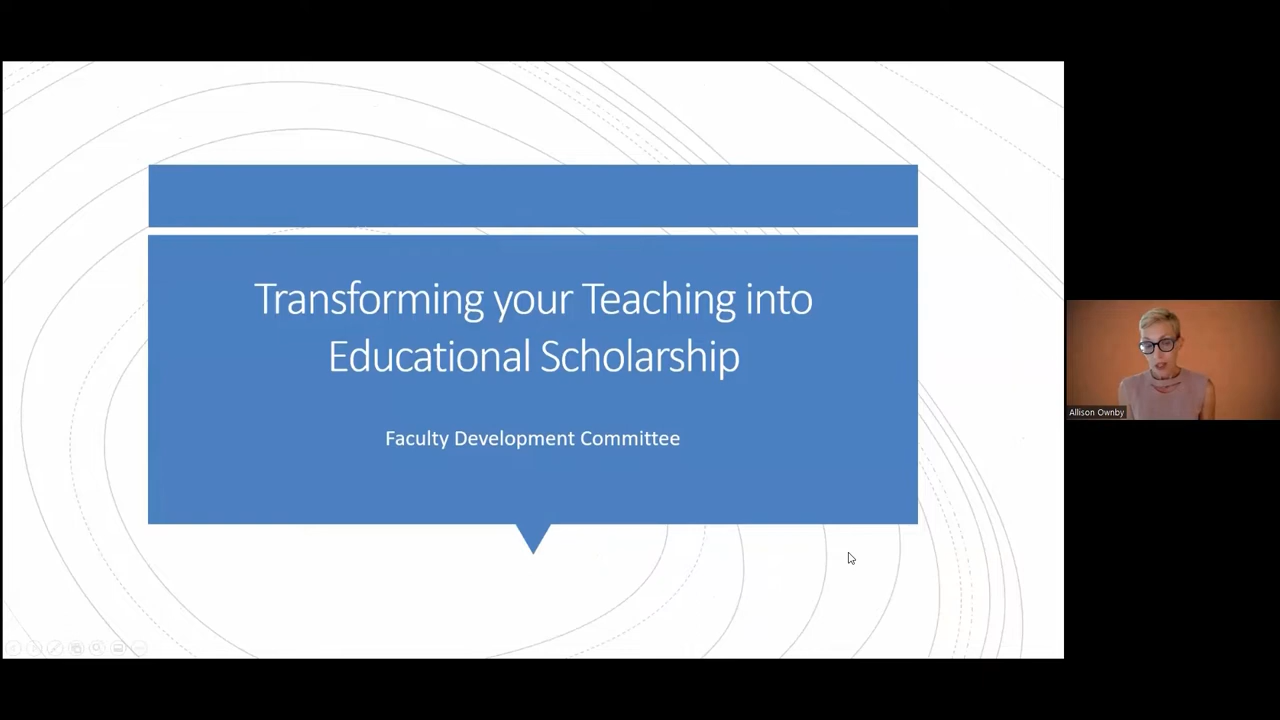 Transforming your Teaching into
Educational Scholarship
Faculty Development Committee
Allison Ownby